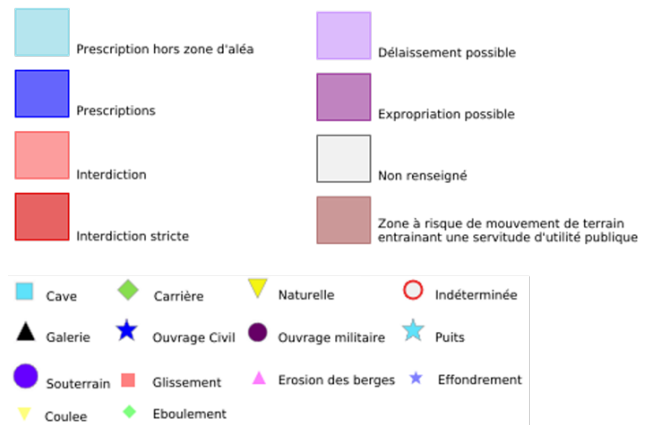 Prescription hors zone d'aléa
Délaissement possible
Prescriptions
Expropriation possible
Interdiction
Non renseigné
Interdiction stricte
Zone à risque de mouvement de terrain
entrainant une servitude d'utilité publique
Cave
Carrière
Naturelle
Indéterminée
Galerie
Ouvrage Civil
Ouvrage militaire
Puits
Souterrain
Glissement
Erosion des berges
Effondrement
Coulee
Eboulement